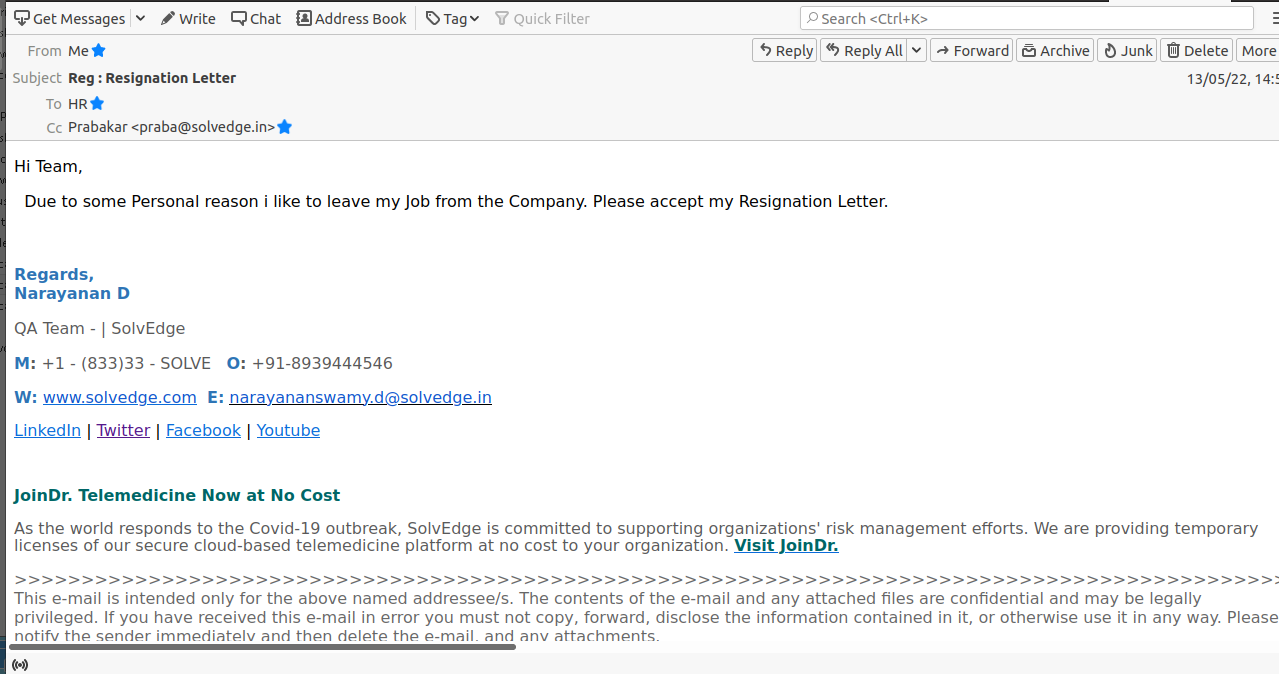 Get Messages Write Chat Address Book Tag Quick Filter Search <Ctrl+K>
From Me Reply Reply All Forward Archive Junk Delete More
Subject Reg : Resignation Letter 13/05/22, 14:5
To HR
Cc Prabakar <praba@solvedge.in>
Hi Team,
Due to some Personal reason i like to leave my Job from the Company. Please accept my Resignation Letter.
Regards,
Narayanan D
QA Team - | SolvEdge
M: +1 - (833)33 - SOLVE O: +91-8939444546
W: www.solvedge.com E: narayananswamy.d@solvedge.in
LinkedIn | Twitter | Facebook | Youtube
JoinDr. Telemedicine Now at No Cost
As the world responds to the Covid-19 outbreak, SolvEdge is committed to supporting organizations' risk management efforts. We are providing temporary
licenses of our secure cloud-based telemedicine platform at no cost to your organization. Visit JoinDr.
>>>>>>>>>>>>>>>>>>>>>>>>>>>>>>>>>>>>>>>>>>>>>>>>>>>>>>>>>>>>>>>>>>>>>>>>>>>>>>>>>>>>>>>>>>>>>>>
This e-mail is intended only for the above named addressee/s. The contents of the e-mail and any attached files are confidential and may be legally
privileged. If you have received this e-mail in error you must not copy, forward, disclose the information contained in it, or otherwise use it in any way. Please
notify the sender immediately and then delete the e-mail, and any attachments.